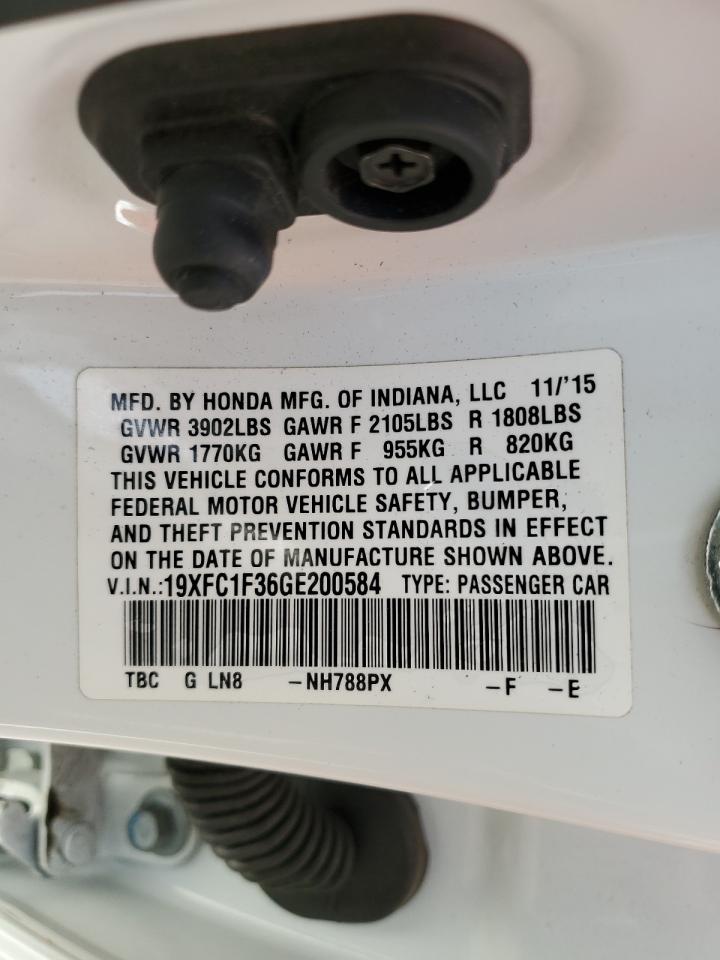 MFD. BY HONDA MFG. OF INDIANA, LLC 11/'15
GVWR 3902LBS GAWR F 2105LBS R 1808LBS
GVWR 1770KG GAWR F 955KG R 820KG
THIS VEHICLE CONFORMS TO ALL APPLICABLE
FEDERAL MOTOR VEHICLE SAFETY, BUMPER,
AND THEFT PREVENTION STANDARDS IN EFFECT
ON THE DATE OF MANUFACTURE SHOWN ABOVE.
V.I.N.:19XFC1F36GE200584 TYPE: PASSENGER CAR
TBC G LN8 -NH788PX -F -E